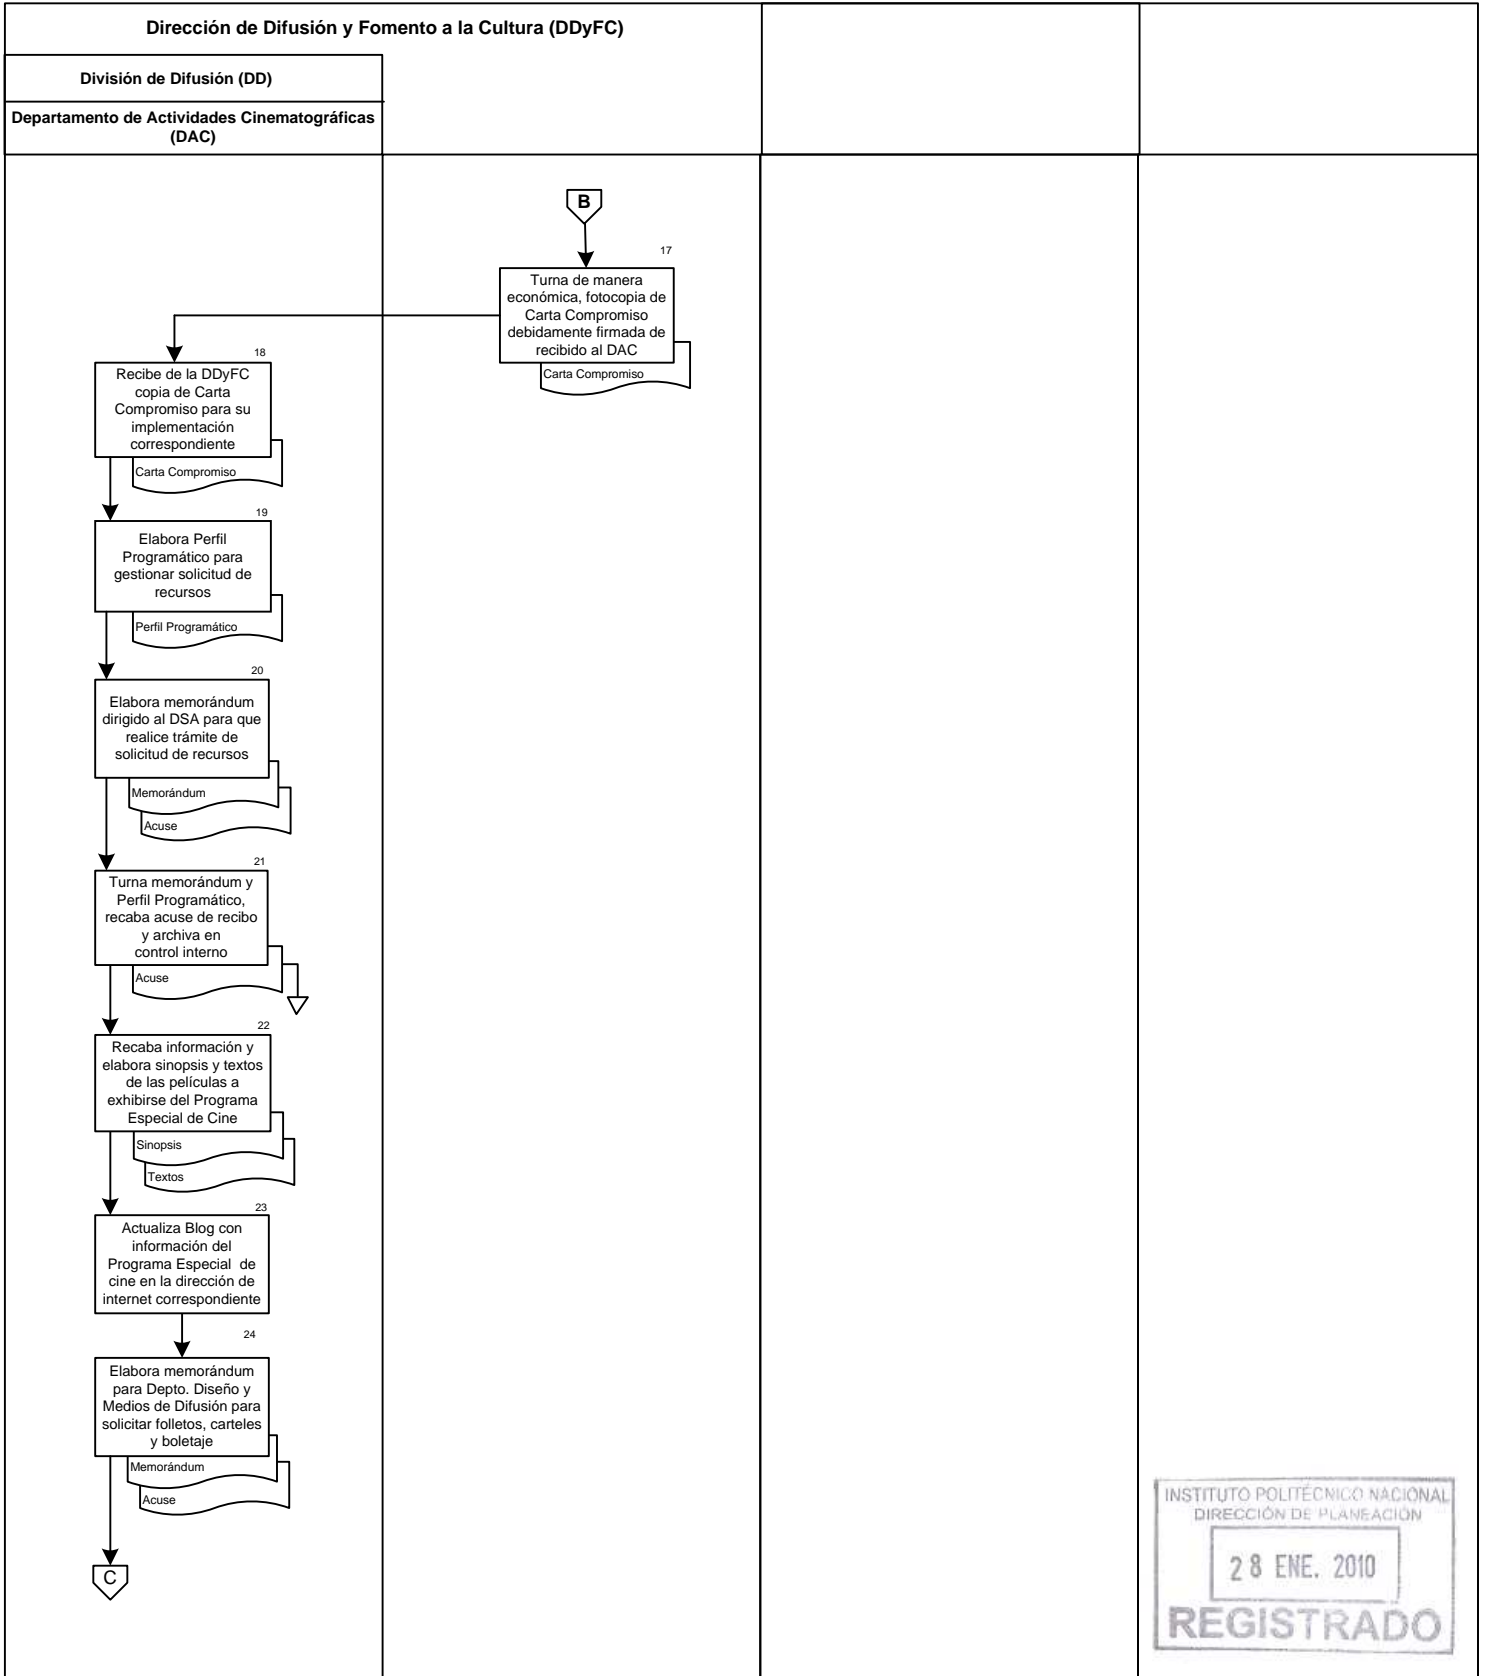 Dirección de Difusión y Fomento a la Cultura (DDyFC)
División de Difusión (DD)
Departamento de Actividades Cinematográficas
(DAC)
B
17
Turna de manera
económica, fotocopia de
Carta Compromiso
debidamente firmada de
recibido al DAC
Carta Compromiso
18
Recibe de la DDyFC
copia de Carta
Compromiso para su
implementación
correspondiente
Carta Compromiso
19
Elabora Perfil
Programático para
gestionar solicitud de
recursos
Perfil Programático
20
Elabora memorándum
dirigido al DSA para que
realice trámite de
solicitud de recursos
Memorándum
Acuse
21
Turna memorándum y
Perfil Programático,
recaba acuse de recibo
y archiva en
control interno
Acuse
22
Recaba información y
elabora sinopsis y textos
de las películas a
exhibirse del Programa
Especial de Cine
Sinopsis
Textos
23
Actualiza Blog con
información del
Programa Especial de
cine en la dirección de
internet correspondiente
24
Elabora memorándum
para Depto. Diseño y
Medios de Difusión para
solicitar folletos, carteles
y boletaje
Memorándum
Acuse
C
INSTITUTO POLITÉCNICO NACIONAL
DIRECCIÓN DE PLANEACIÓN
28 ENE. 2010
REGISTRADO